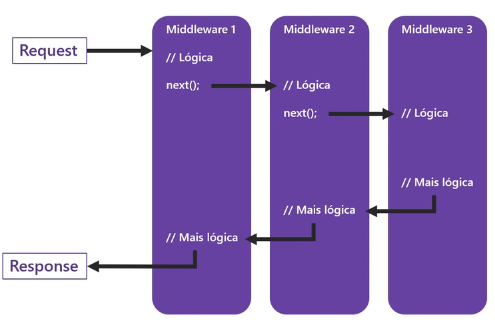 Middleware 1
Middleware 2
Middleware 3
Request
// Lógica
next();
// Lógica
next();
// Lógica
// Mais lógica
// Mais lógica
// Mais lógica
Response